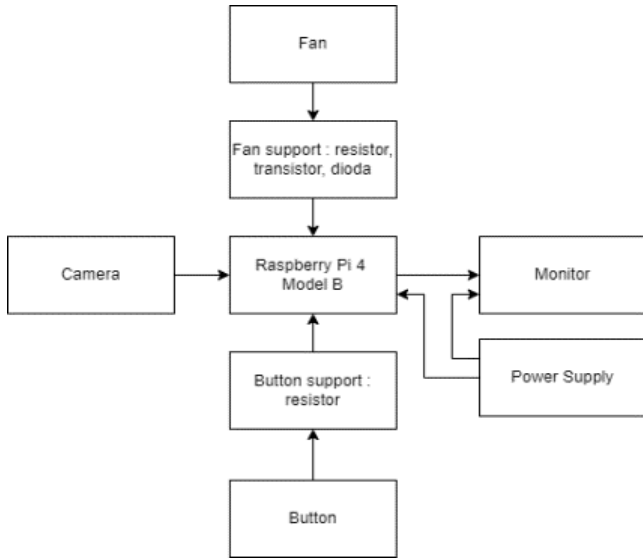 Fan
Fan support : resistor,
transistor, dioda
Camera
Raspberry Pi 4
Model B
Monitor
Button support :
resistor
Power Supply
Button